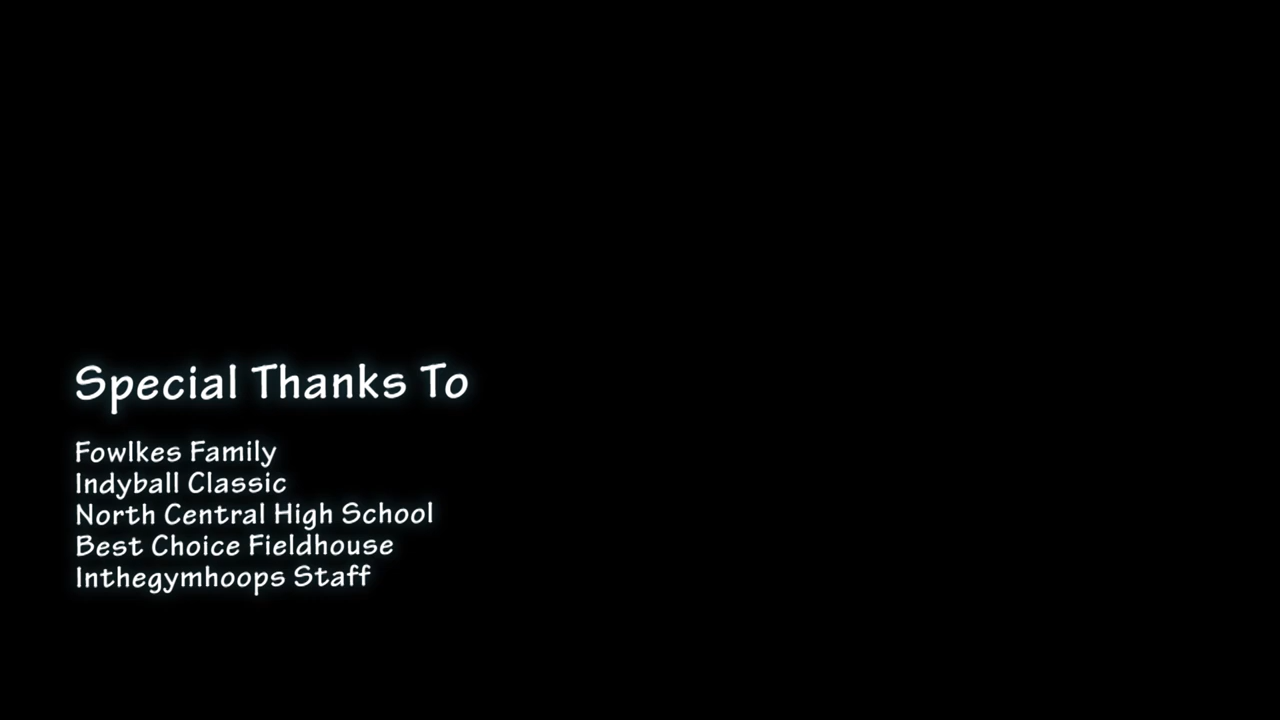 Special Thanks To
Fowlkes Family
Indyball Classic
North Central High School
Best Choice Fieldhouse
Inthegymhoops Staff